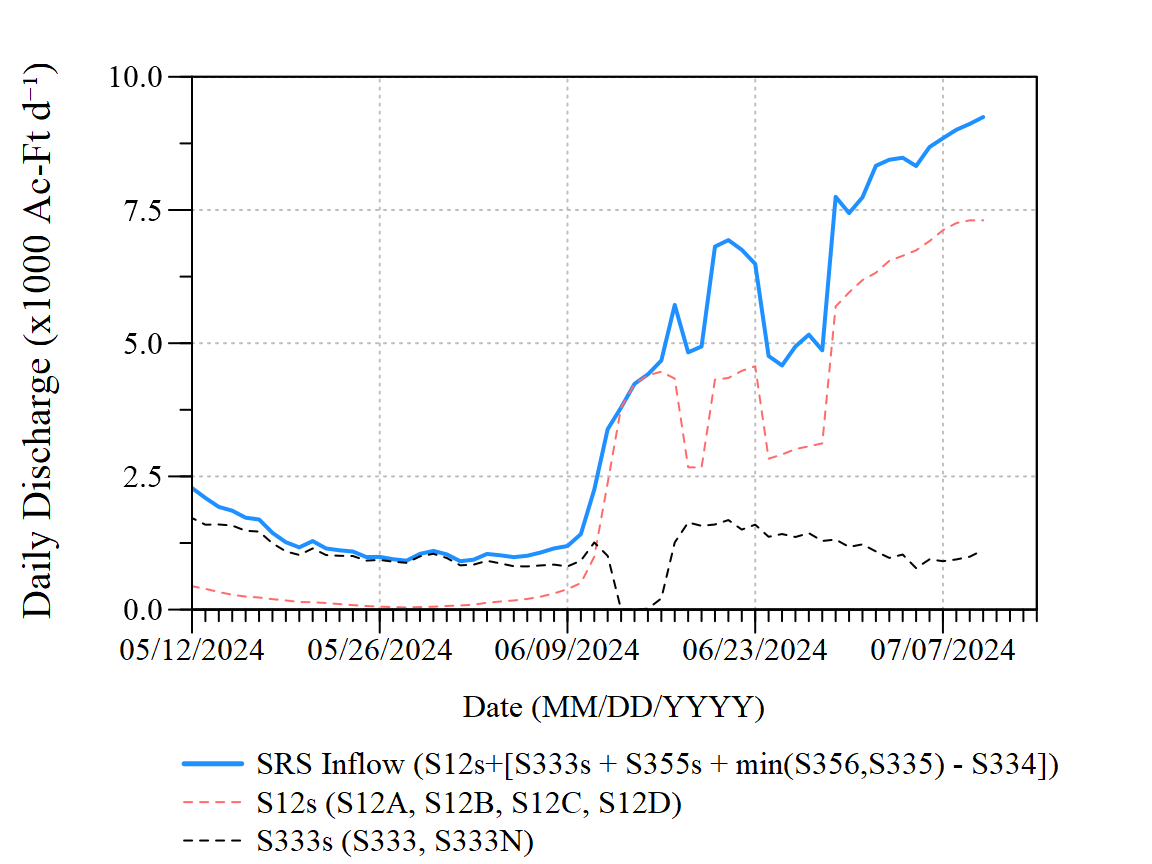 Daily Discharge (x1000 Ac-Ft d⁻¹)
10.0
7.5
5.0
2.5
0.0
05/12/2024 05/26/2024 06/09/2024 06/23/2024 07/07/2024
Date (MM/DD/YYYY)
SRS Inflow (S12s+[S333s + S355s + min(S356,S335) - S334])
S12s (S12A, S12B, S12C, S12D)
S333s (S333, S333N)